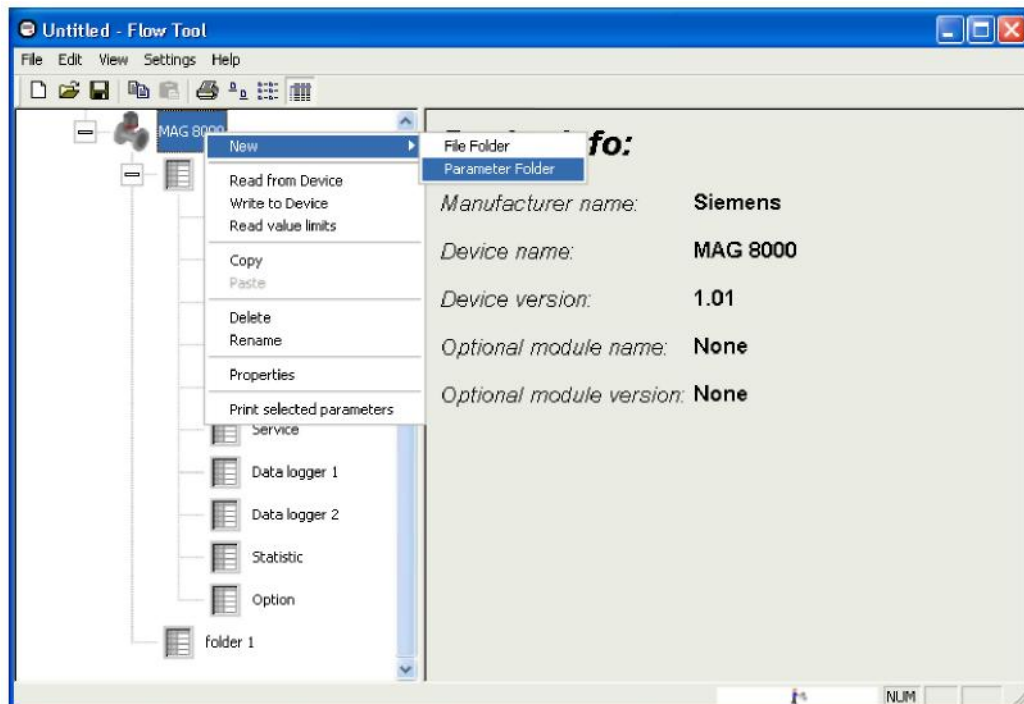 Untitled - Flow Tool
File Edit View Settings Help
MAG 8000
New
File Folder
Parameter Folder
Read from Device
Write to Device
Read value limits
Copy
Paste
Delete
Rename
Properties
Print selected parameters
Service
Data logger 1
Data logger 2
Statistic
Option
folder 1
fo:
Manufacturer name: Siemens
Device name: MAG 8000
Device version: 1.01
Optional module name: None
Optional module version: None
NUM